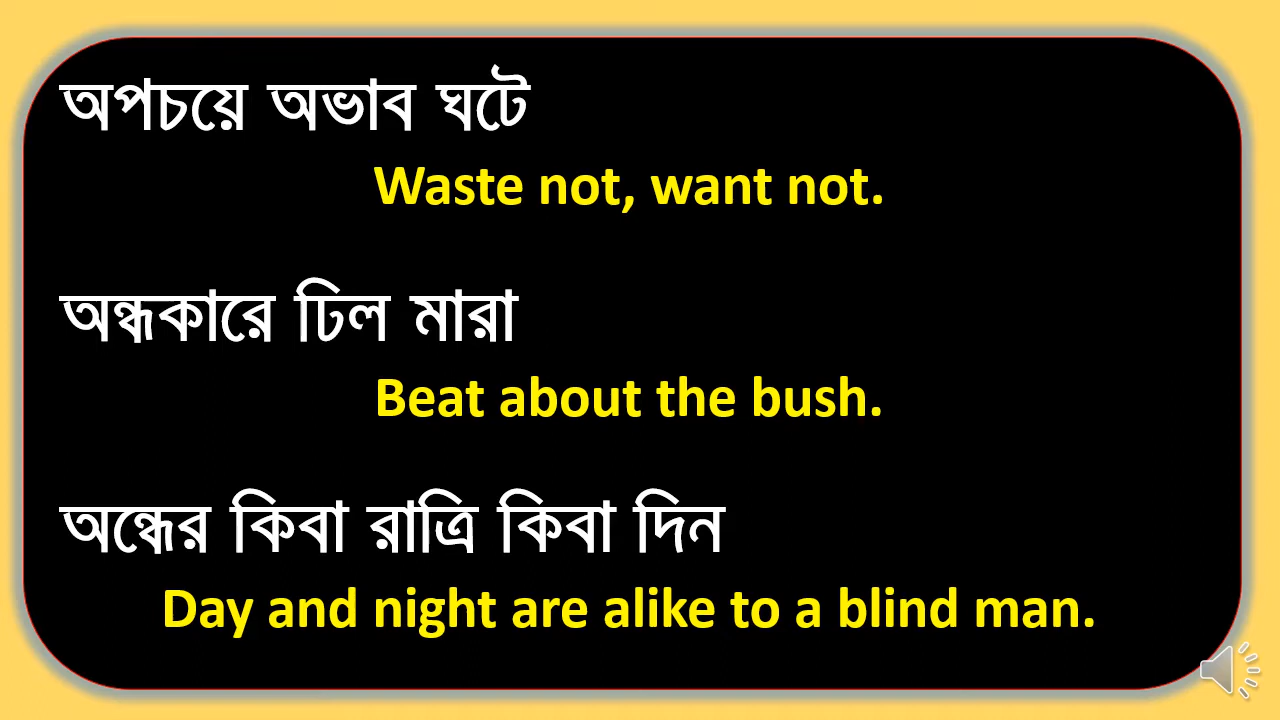 অপচয়ে অভাব ঘটে
Waste not, want not.
অন্ধকারে ঢিল মারা
Beat about the bush.
অন্ধের কিবা রাত্রি কিবা দিন
Day and night are alike to a blind man.